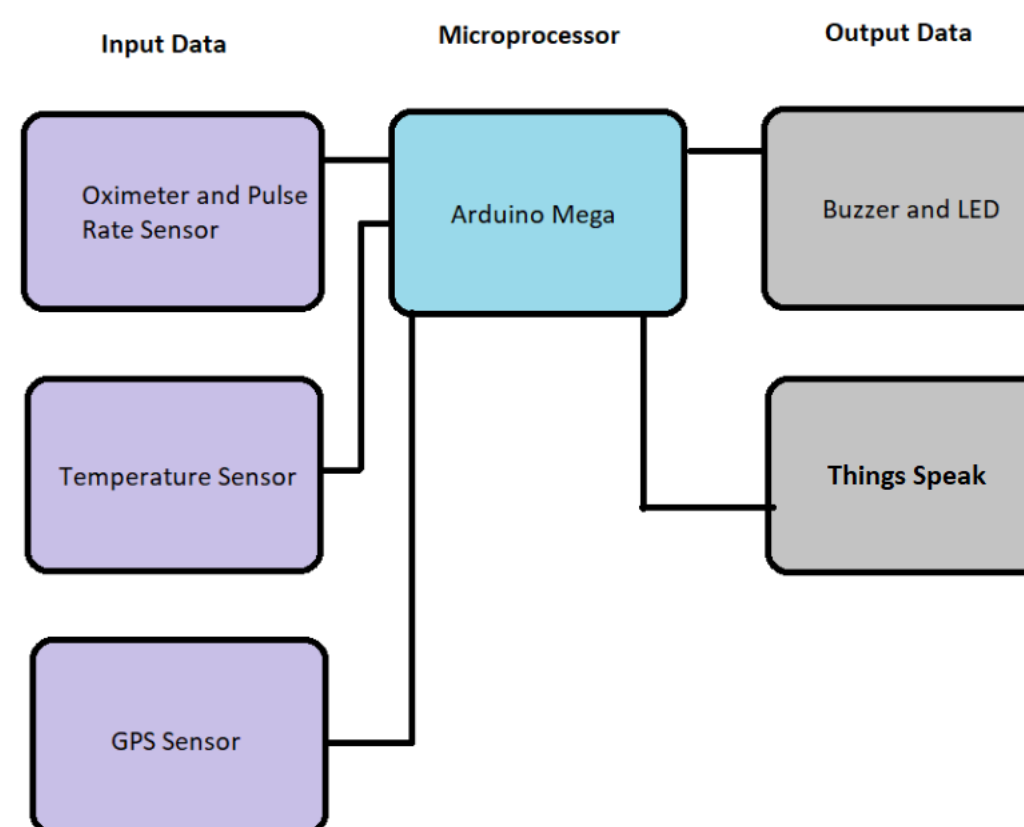 Input Data
Microprocessor
Output Data
Oximeter and Pulse
Rate Sensor
Arduino Mega
Buzzer and LED
Temperature Sensor
Things Speak
GPS Sensor